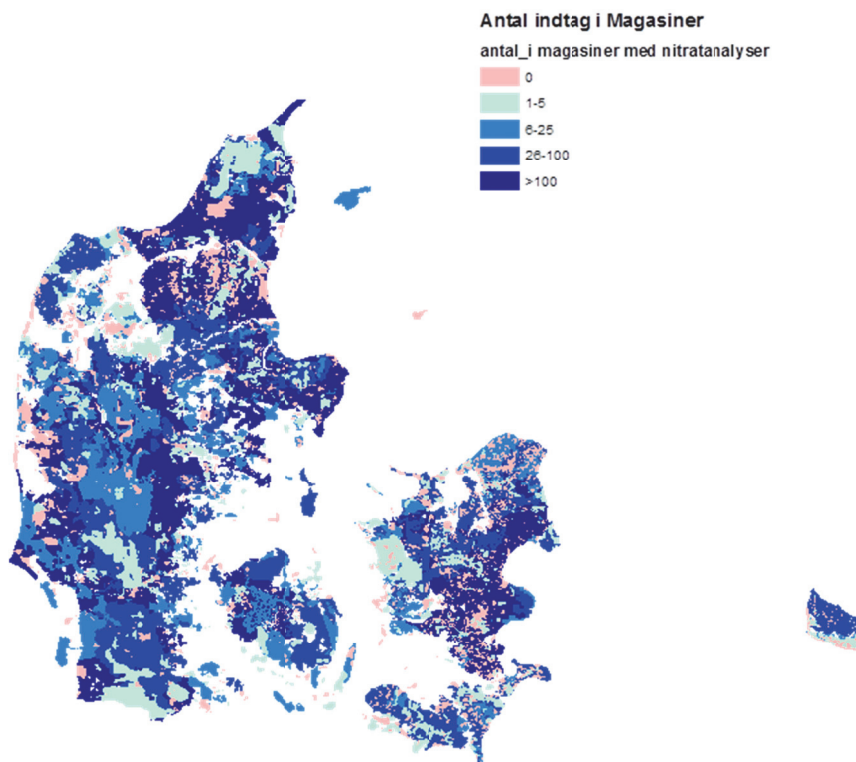 Antal indtag i Magasiner
antal_i magasiner med nitratanalyser
0
1-5
6-25
26-100
>100